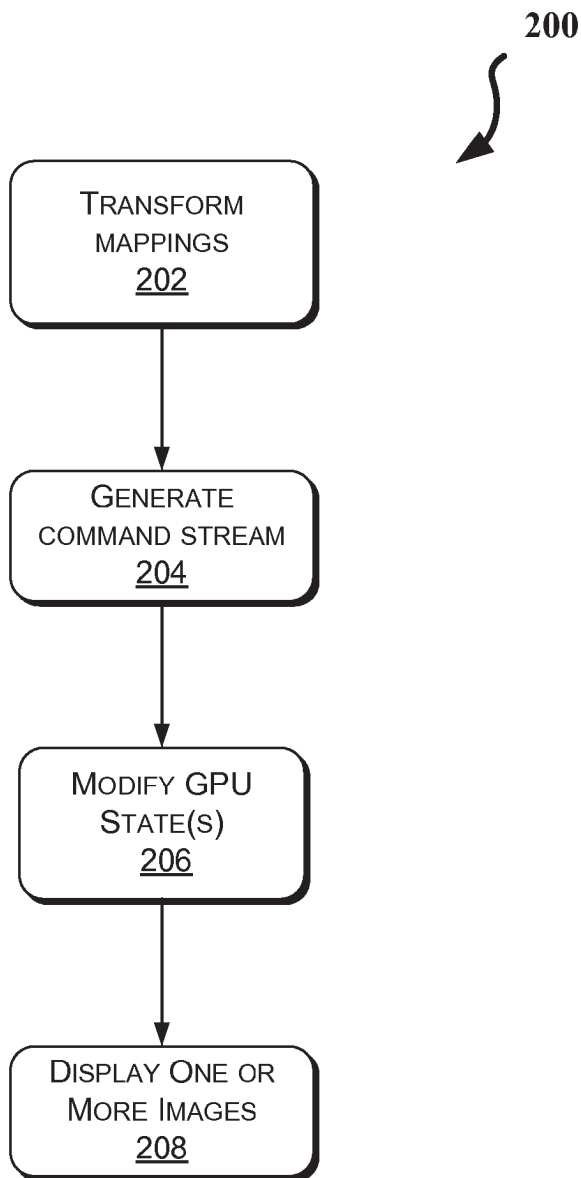 200
TRANSFORM
MAPPINGS
202
GENERATE
COMMAND STREAM
204
MODIFY GPU
STATE(S)
206
DISPLAY ONE OR
MORE IMAGES
208